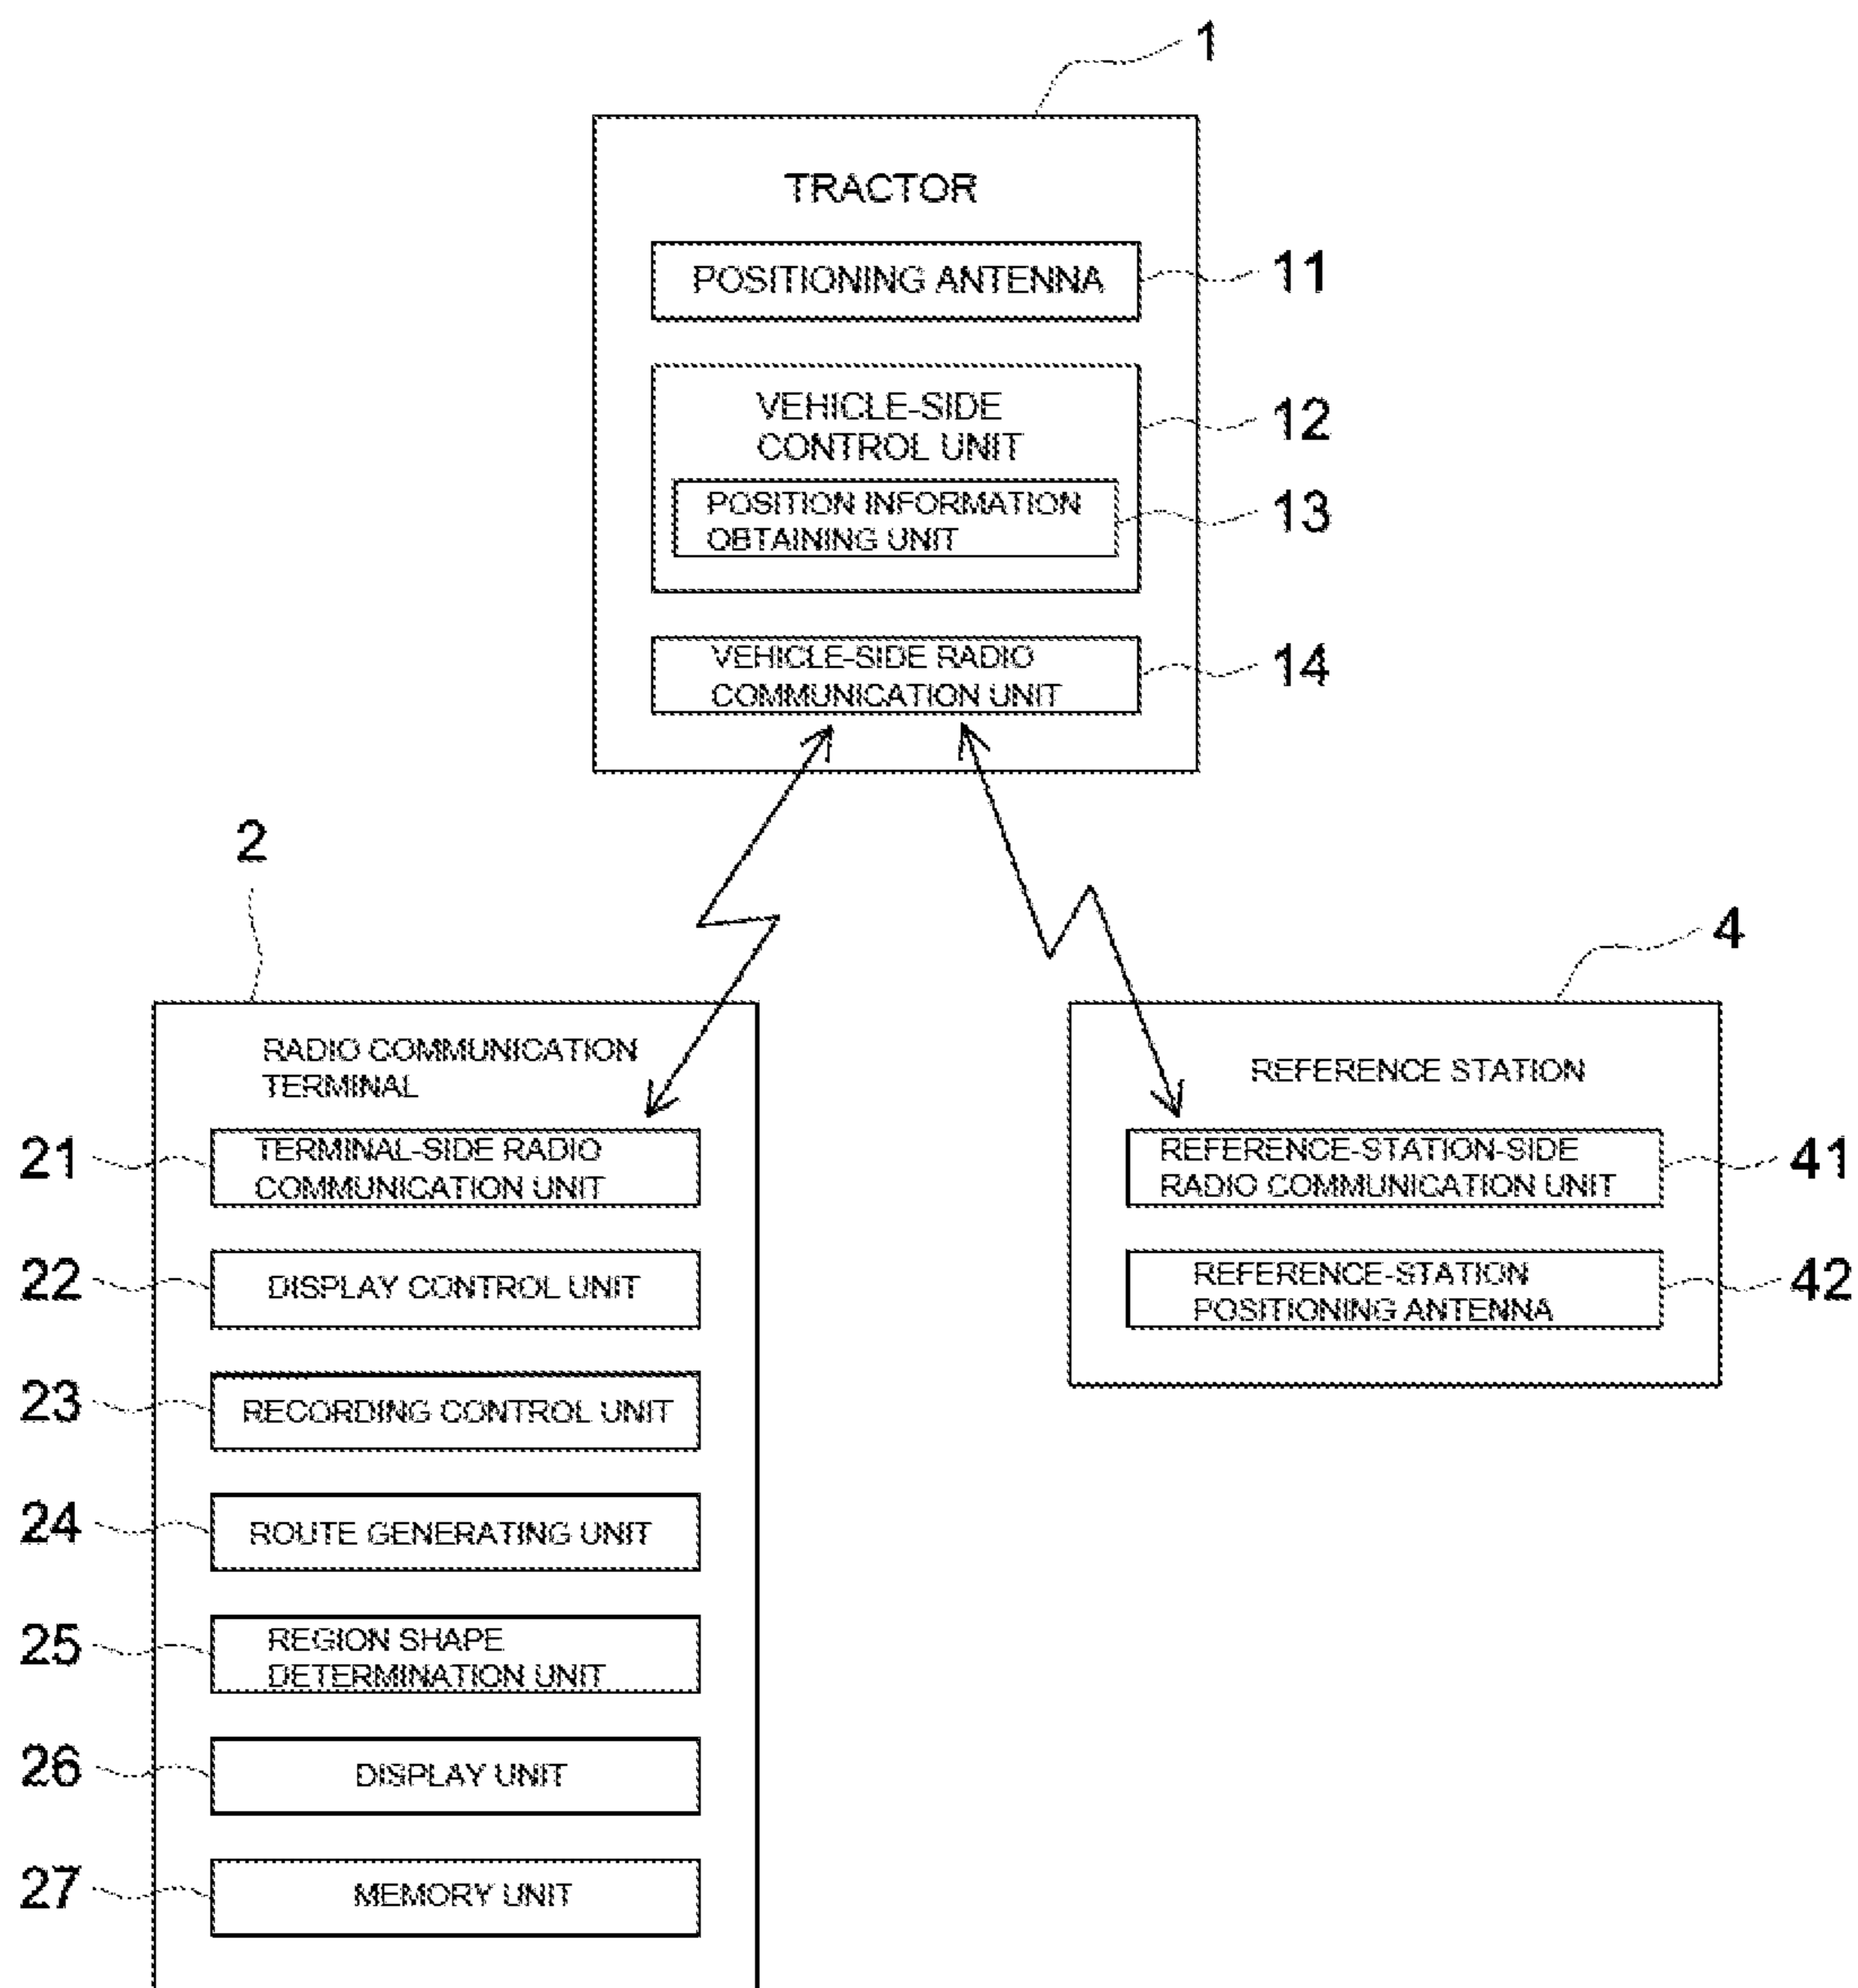 1
TRACTOR
POSITIONING ANTENNA
11
VEHICLE-SIDE
CONTROL UNIT
12
POSITION INFORMATION
OBTAINING UNIT
13
VEHICLE-SIDE RADIO
COMMUNICATION UNIT
14
2
RADIO COMMUNICATION
TERMINAL
21
TERMINAL-SIDE RADIO
COMMUNICATION UNIT
22
DISPLAY CONTROL UNIT
23
RECORDING CONTROL UNIT
24
ROUTE GENERATING UNIT
25
REGION SHAPE
DETERMINATION UNIT
26
DISPLAY UNIT
27
MEMORY UNIT
4
REFERENCE STATION
REFERENCE-STATION-SIDE
RADIO COMMUNICATION UNIT
41
REFERENCE-STATION
POSITIONING ANTENNA
42